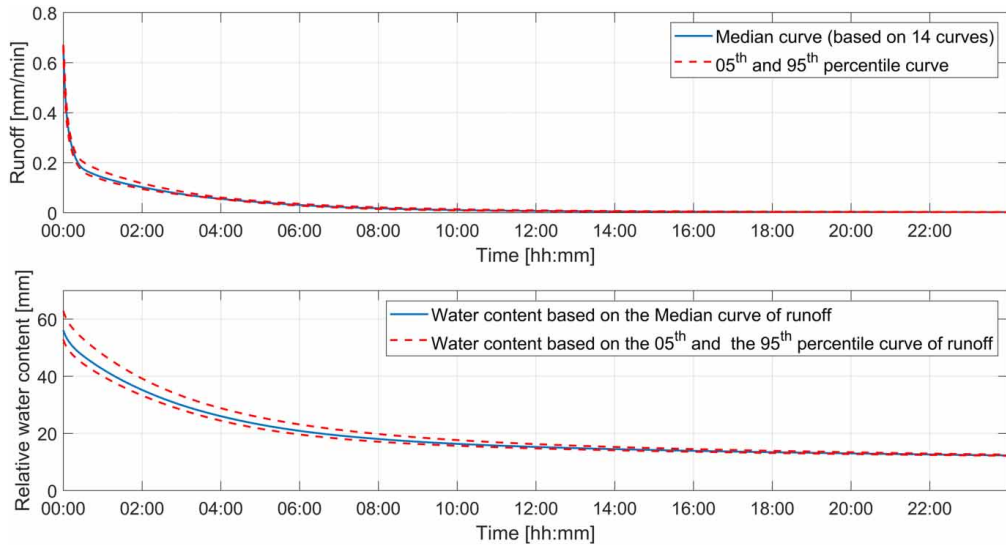 0.8
0.6
0.4
0.2
0
Runoff [mm/min]
Median curve (based on 14 curves)
05th and 95th percentile curve
00:00 02:00 04:00 06:00 08:00 10:00 12:00 14:00 16:00 18:00 20:00 22:00
Time [hh:mm]
60
40
20
0
Relative water content [mm]
Water content based on the Median curve of runoff
Water content based on the 05th and the 95th percentile curve of runoff
00:00 02:00 04:00 06:00 08:00 10:00 12:00 14:00 16:00 18:00 20:00 22:00
Time [hh:mm]